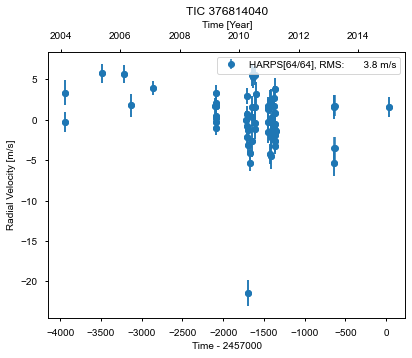 TIC 376814040
Time [Year]
2004 2006 2008 2010 2012 2014
HARPS[64/64], RMS: 3.8 m/s
Radial Velocity [m/s]
5
0
−5
−10
−15
−20
−4000 −3500 −3000 −2500 −2000 −1500 −1000 −500 0
Time - 2457000